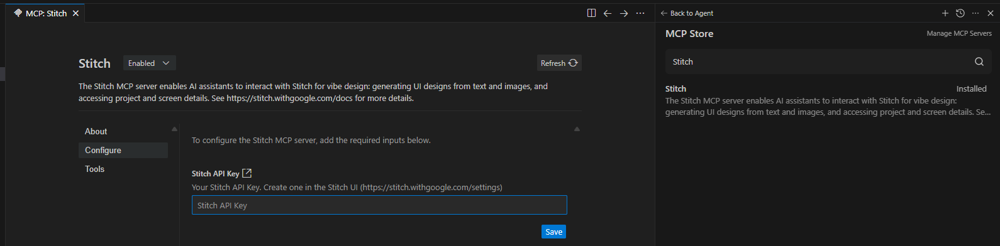 MCP: Stitch
Stitch
Enabled
Refresh
The Stitch MCP server enables AI assistants to interact with Stitch for vibe design: generating UI designs from text and images, and
accessing project and screen details. See https://stitch.withgoogle.com/docs for more details.
About
Configure
Tools
To configure the Stitch MCP server, add the required inputs below.
Stitch API Key
Your Stitch API Key. Create one in the Stitch UI (https://stitch.withgoogle.com/settings)
Stitch API Key
Save
Back to Agent
MCP Store
Manage MCP Servers
Stitch
Stitch
Installed
The Stitch MCP server enables AI assistants to interact with Stitch for vibe design:
generating UI designs from text and images, and accessing project and screen details. Se...